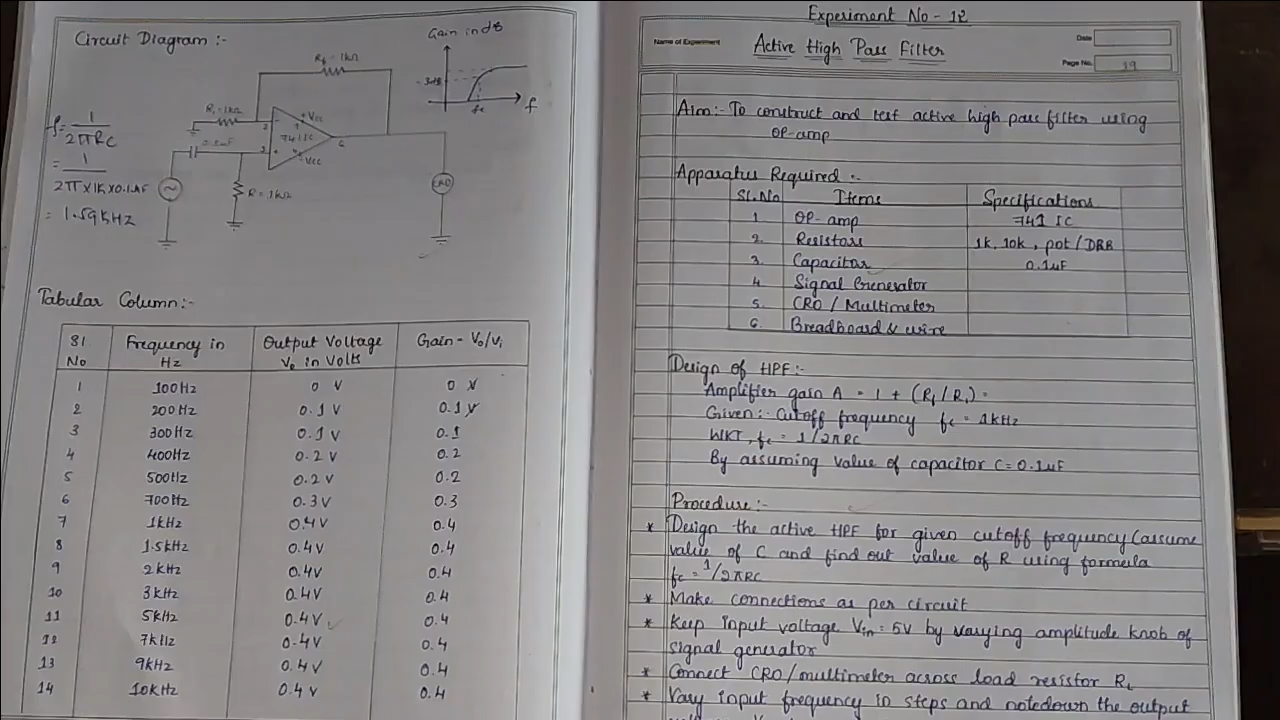 Circuit Diagram :-
Gain in dB
-3dB
fc
f
Rf = 1kΩ
R1 = 1kΩ
+Vcc
741 IC
-Vcc
2
3
7
6
R = 1kΩ
CRO
f = 1
2πRC
= 1
2π×1K×0.1μF
= 1.59KHz
Tabular Column :-
Sl No Frequency in Hz Output Voltage Vo in Volts Gain - Vo/Vi
1 100Hz 0 V 0 V
2 200Hz 0.1 V 0.1 V
3 300Hz 0.1 V 0.1
4 400Hz 0.2 V 0.2
5 500Hz 0.2 V 0.2
6 700Hz 0.3 V 0.3
7 1kHz 0.4 V 0.4
8 1.5kHz 0.4 V 0.4
9 2kHz 0.4V 0.4
10 3kHz 0.4V 0.4
11 5kHz 0.4V 0.4
12 7kHz 0.4 V 0.4
13 9kHz 0.4 V 0.4
14 10kHz 0.4 V 0.4
Experiment No - 12
Name of Experiment Active High Pass Filter
Date
Page No. 19
Aim :- To construct and test active high pass filter using
OP-amp
Apparatus Required :-
Sl.No Items Specifications
1 OP-amp 741 IC
2. Resistors 1k, 10k, pot / DRB
3. Capacitor 0.1uF
4 Signal Generator
5. CRO / Multimeter
6. Breadboard & wire
Design of HPF :-
Amplifier gain A = 1 + (Rf / R1) =
Given :- Cutoff frequency fc = 1kHz
WKT, fc = 1/2πRC
By assuming value of capacitor C = 0.1uF
Procedure :-
* Design the active HPF for given cutoff frequency (assume
value of C and find out value of R using formula
fc = 1/2πRC
* Make connections as per circuit
* Keep input voltage Vin = 5V by varying amplitude knob of
signal generator
* Connect CRO/multimeter across load resistor RL
* Vary input frequency in steps and notedown the output